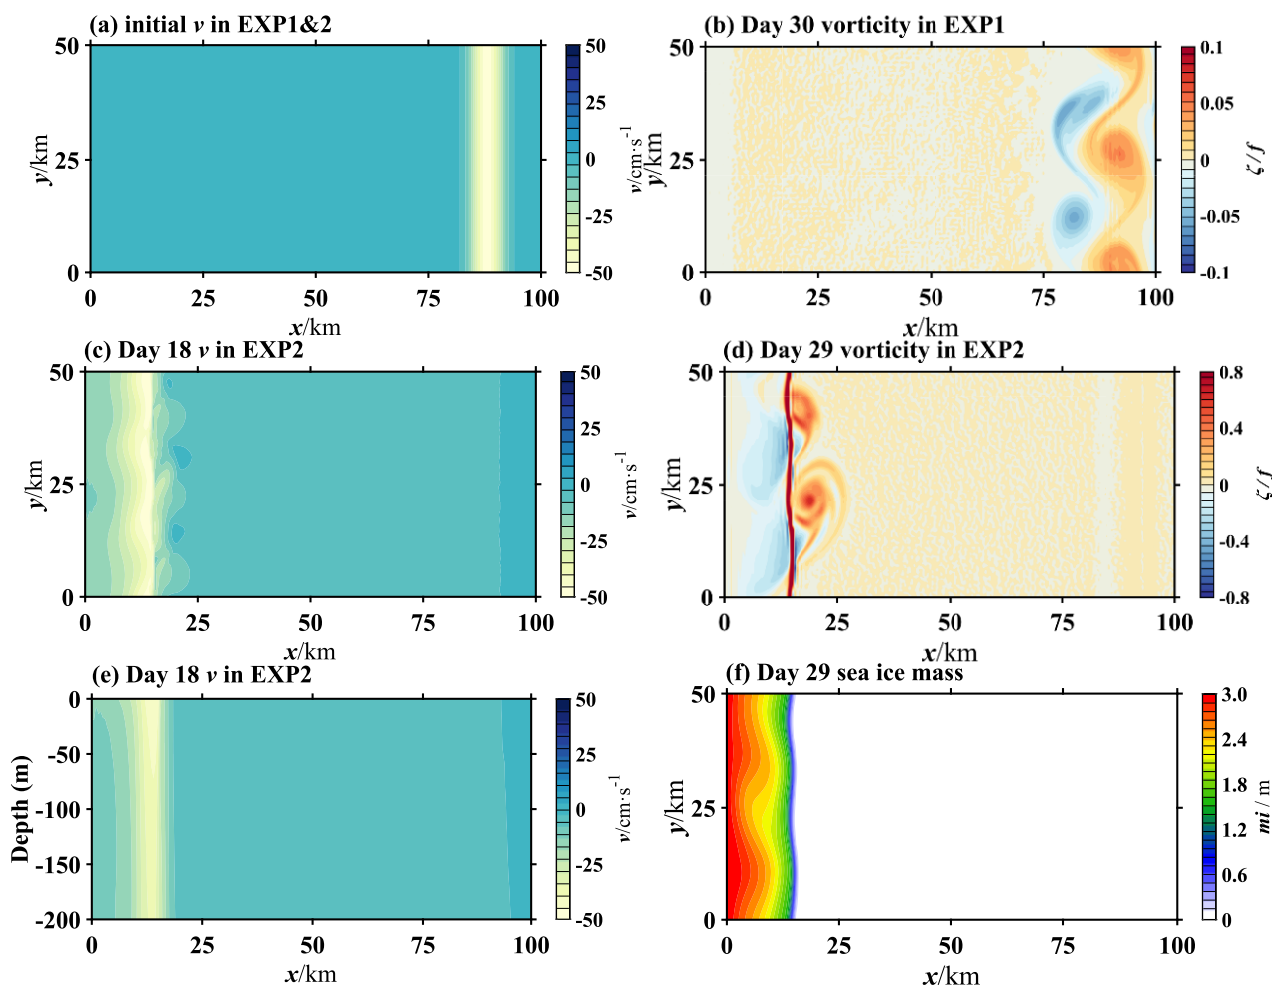 (a) initial v in EXP1&2
50
25
0
y/km
0 25 50 75 100
x/km
50
25
0
-25
-50
v/cm·s⁻¹
(b) Day 30 vorticity in EXP1
50
25
0
y/km
0 25 50 75 100
x/km
0.1
0.05
0
-0.05
-0.1
ζ/f
(c) Day 18 v in EXP2
50
25
0
y/km
0 25 50 75 100
x/km
50
25
0
-25
-50
v/cm·s⁻¹
(d) Day 29 vorticity in EXP2
50
25
0
y/km
0 25 50 75 100
x/km
0.8
0.4
0
-0.4
-0.8
ζ/f
(e) Day 18 v in EXP2
0
-50
-100
-150
-200
Depth (m)
0 25 50 75 100
x/km
50
25
0
-25
-50
v/cm·s⁻¹
(f) Day 29 sea ice mass
50
25
0
y/km
0 25 50 75 100
x/km
3.0
2.4
1.8
1.2
0.6
0
mi / m